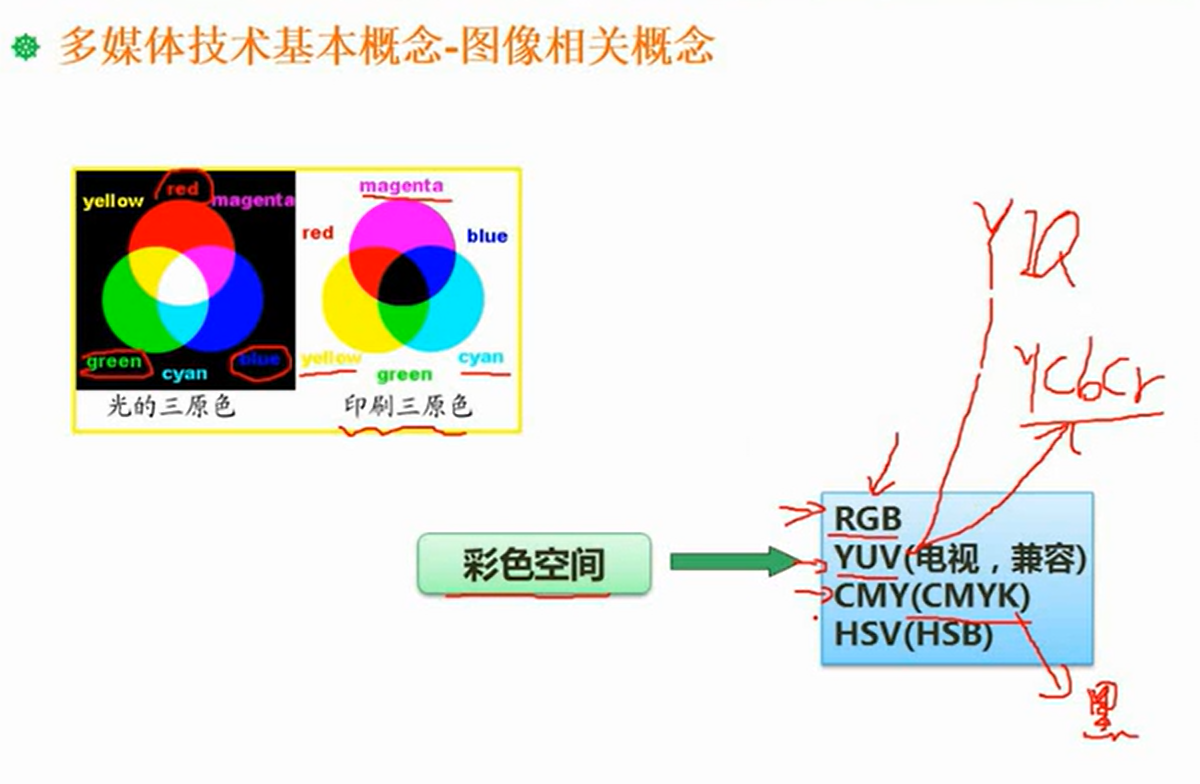 多媒体技术基本概念-图像相关概念
yellow red magenta
green cyan blue
光的三原色
magenta
red blue
yellow green cyan
印刷三原色
YIQ
YCbCr
彩色空间
RGB
YUV(电视，兼容)
CMY(CMYK)
HSV(HSB)
黑